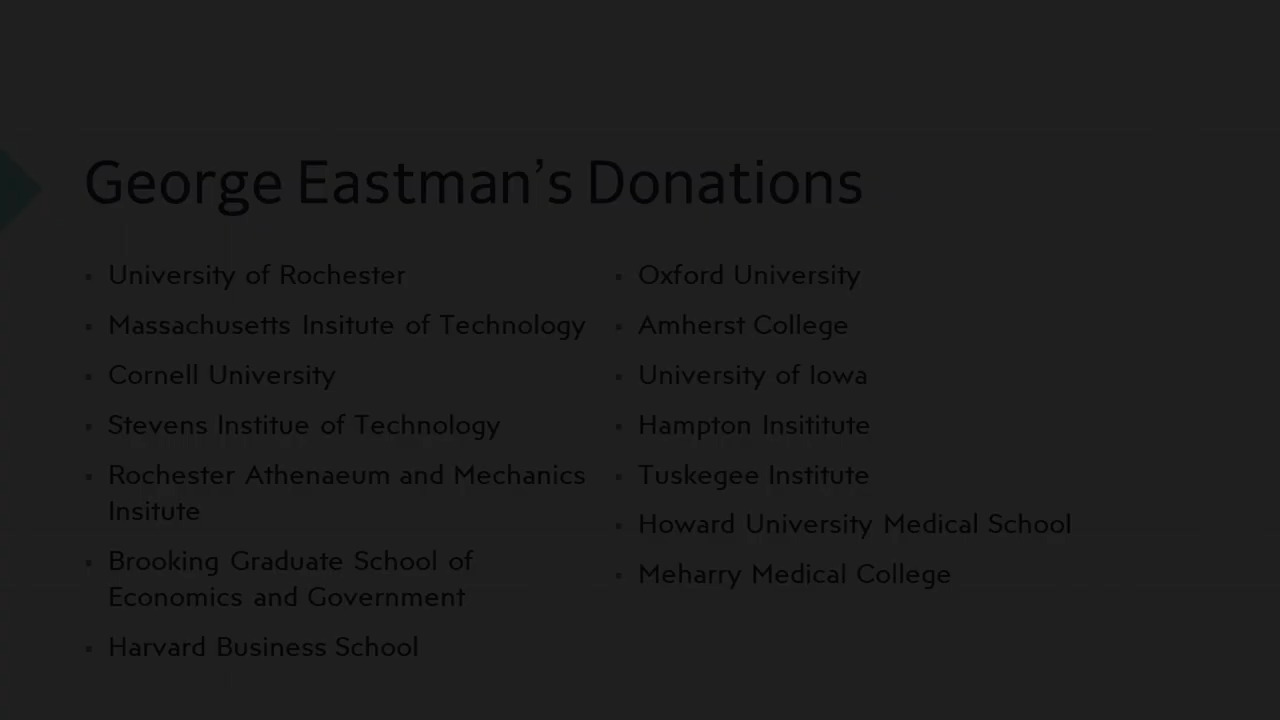 George Eastman’s Donations
▪ University of Rochester
▪ Massachusetts Insitute of Technology
▪ Cornell University
▪ Stevens Institue of Technology
▪ Rochester Athenaeum and Mechanics
Insitute
▪ Brooking Graduate School of
Economics and Government
▪ Harvard Business School
▪ Oxford University
▪ Amherst College
▪ University of Iowa
▪ Hampton Insititute
▪ Tuskegee Institute
▪ Howard University Medical School
▪ Meharry Medical College